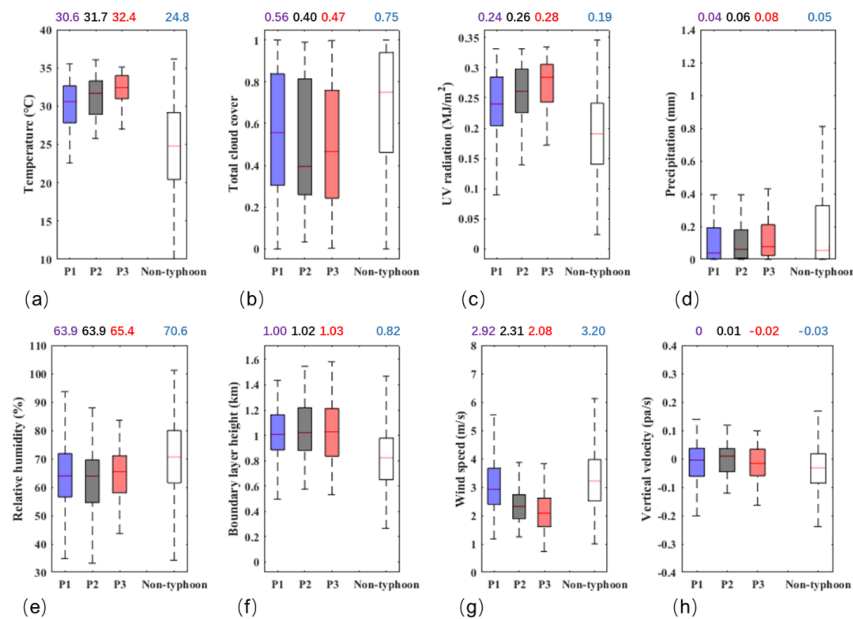 30.6 31.7 32.4 24.8
40
35
30
25
20
15
10
Temperature (°C)
P1 P2 P3 Non-typhoon
(a)
0.56 0.40 0.47 0.75
1
0.8
0.6
0.4
0.2
0
Total cloud cover
P1 P2 P3 Non-typhoon
(b)
0.24 0.26 0.28 0.19
0.35
0.3
0.25
0.2
0.15
0.1
0.05
0
UV radiation (MJ/m²)
P1 P2 P3 Non-typhoon
(c)
0.04 0.06 0.08 0.05
1.4
1.2
1
0.8
0.6
0.4
0.2
0
Precipitation (mm)
P1 P2 P3 Non-typhoon
(d)
63.9 63.9 65.4 70.6
110
100
90
80
70
60
50
40
30
Relative humidity (%)
P1 P2 P3 Non-typhoon
(e)
1.00 1.02 1.03 0.82
1.6
1.4
1.2
1
0.8
0.6
0.4
0.2
0
Boundary layer height (km)
P1 P2 P3 Non-typhoon
(f)
2.92 2.31 2.08 3.20
8
7
6
5
4
3
2
1
0
Wind speed (m/s)
P1 P2 P3 Non-typhoon
(g)
0 0.01 -0.02 -0.03
0.4
0.3
0.2
0.1
0
-0.1
-0.2
-0.3
-0.4
Vertical velocity (pa/s)
P1 P2 P3 Non-typhoon
(h)